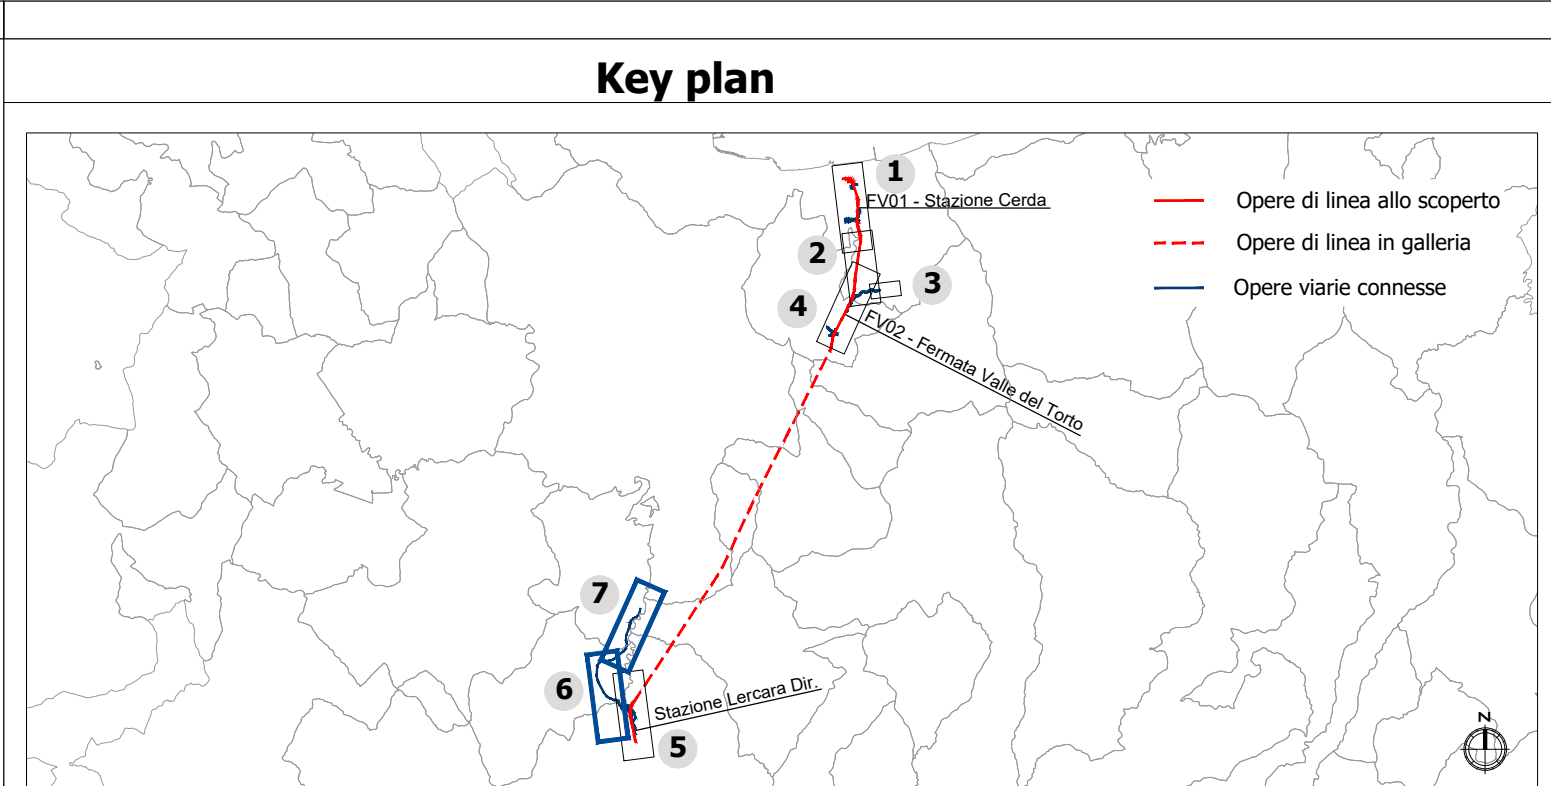 Key plan
1
FV01 - Stazione Cerda
2
3
4
FV02 - Fermata Valle del Torto
Opere di linea allo scoperto
Opere di linea in galleria
Opere viarie connesse
7
6
Stazione Lercara Dir.
5
N